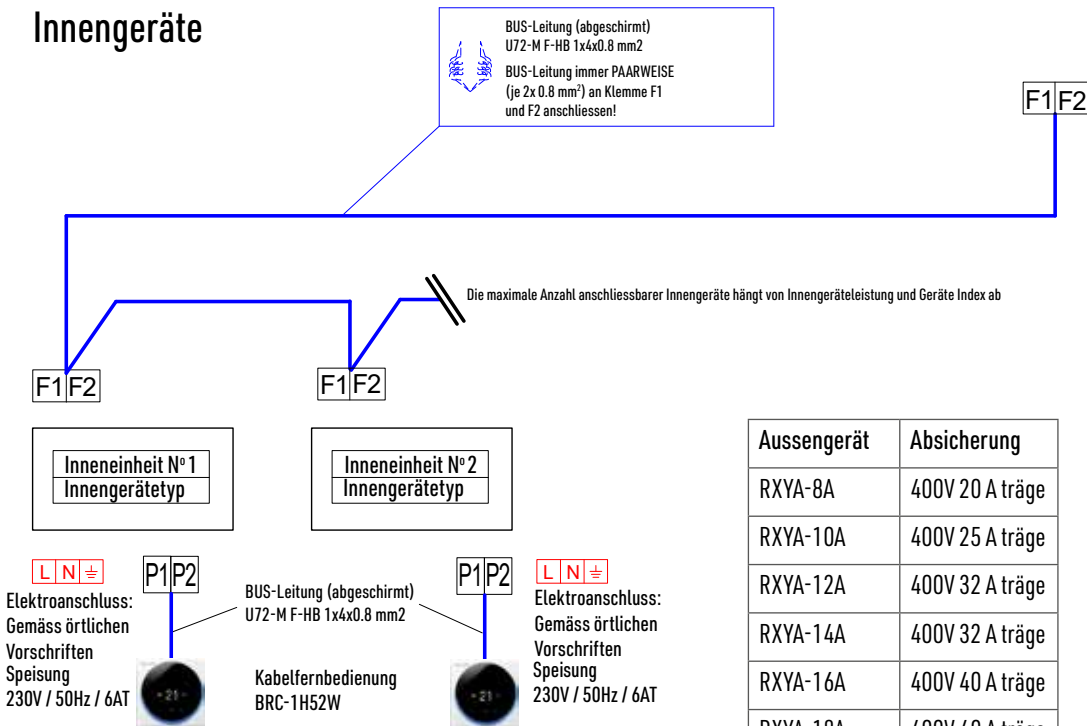 Innengeräte
BUS-Leitung (abgeschirmt)
U72-M F-HB 1x4x0.8 mm2
BUS-Leitung immer PAARWEISE
(je 2x 0.8 mm²) an Klemme F1
und F2 anschliessen!
F1 F2
Die maximale Anzahl anschliessbarer Innengeräte hängt von Innengeräteleistung und Geräte Index ab
F1 F2
F1 F2
Inneneinheit Nº 1
Innengerätetyp
Inneneinheit Nº 2
Innengerätetyp
L N
P1 P2
Elektroanschluss:
Gemäss örtlichen
Vorschriften
Speisung
230V / 50Hz / 6AT
BUS-Leitung (abgeschirmt)
U72-M F-HB 1x4x0.8 mm2
Kabelfernbedienung
BRC-1H52W
21
P1 P2
21
L N
Elektroanschluss:
Gemäss örtlichen
Vorschriften
Speisung
230V / 50Hz / 6AT
Aussengerät Absicherung
RXYA-8A 400V 20 A träge
RXYA-10A 400V 25 A träge
RXYA-12A 400V 32 A träge
RXYA-14A 400V 32 A träge
RXYA-16A 400V 40 A träge